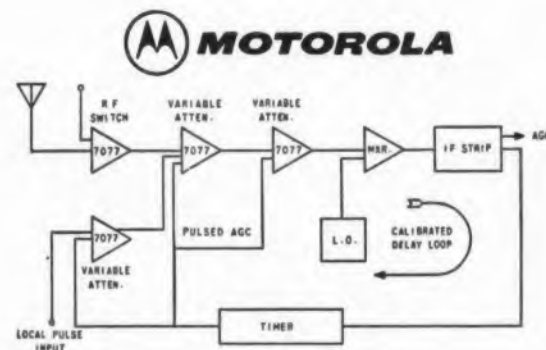 MOTOROLA
RF
SWITCH
VARIABLE
ATTEN.
VARIABLE
ATTEN.
7077
7077
7077
MXR.
IF STRIP
AGC
7077
VARIABLE
ATTEN.
PULSED AGC
L.O.
CALIBRATED
DELAY LOOP
LOCAL PULSE
INPUT
TIMER